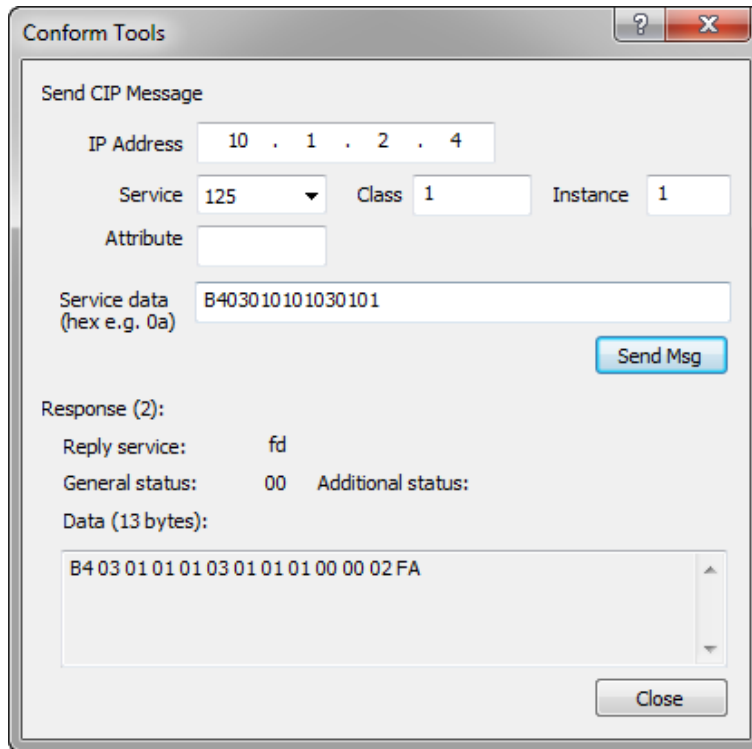 Conform Tools
Send CIP Message
IP Address 10 . 1 . 2 . 4
Service 125 Class 1 Instance 1
Attribute
Service data B403010101030101
(hex e.g. 0a)
Send Msg
Response (2):
Reply service: fd
General status: 00 Additional status:
Data (13 bytes):
B4 03 01 01 01 03 01 01 01 00 00 02 FA
Close